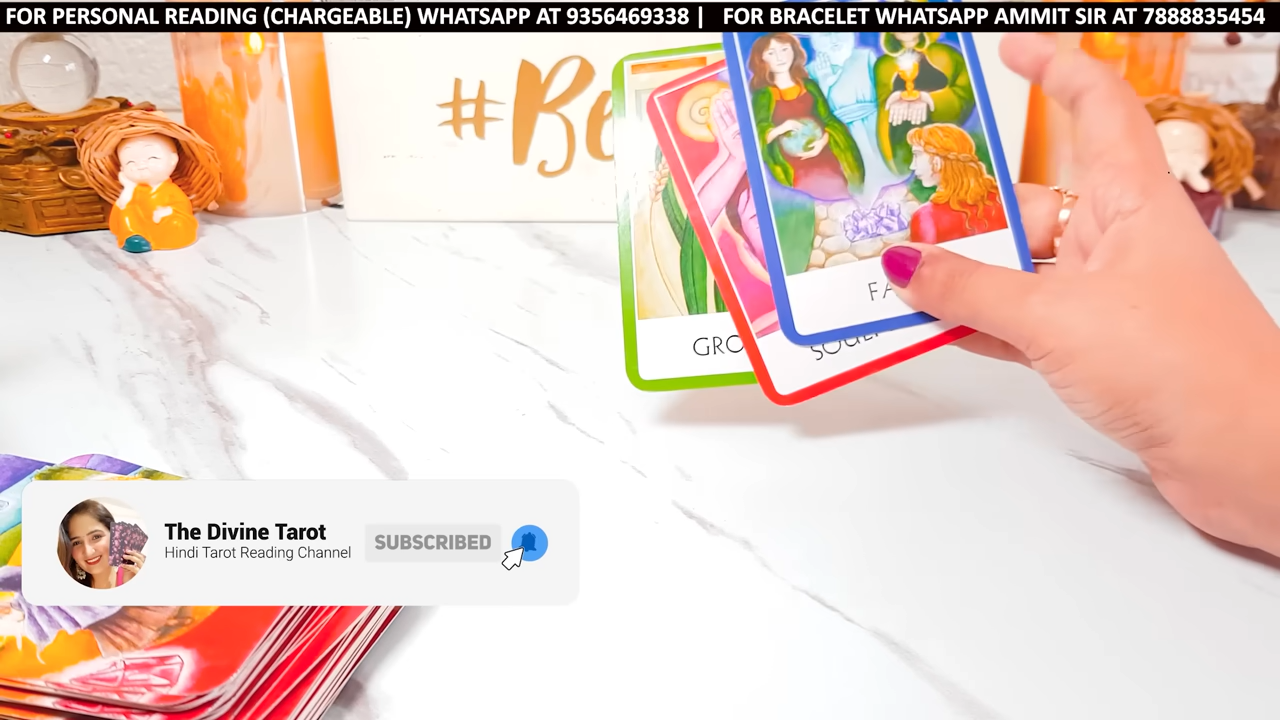 FOR PERSONAL READING (CHARGEABLE) WHATSAPP AT 9356469338 | FOR BRACELET WHATSAPP AMMIT SIR AT 7888835454
#Be
GRO
SOUL
FA
The Divine Tarot
Hindi Tarot Reading Channel
SUBSCRIBED